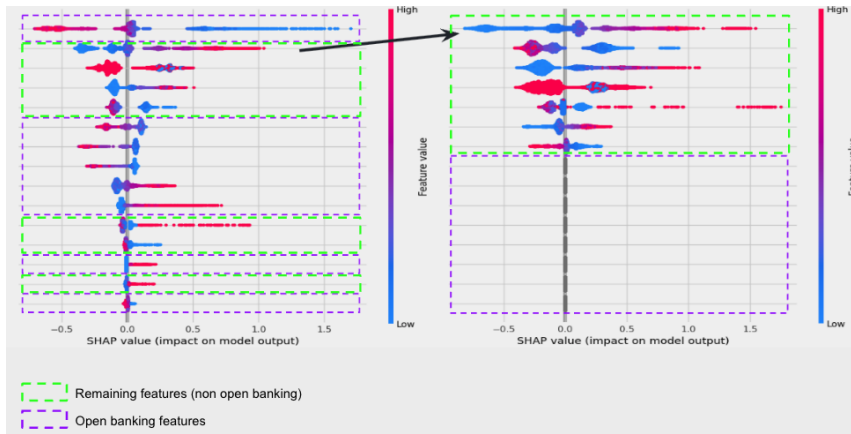 High
Feature value
Low
−0.5
0.0
0.5
1.0
1.5
SHAP value (impact on model output)
High
Low
−0.5
0.0
0.5
1.0
1.5
SHAP value (impact on model output)
Remaining features (non open banking)
Open banking features